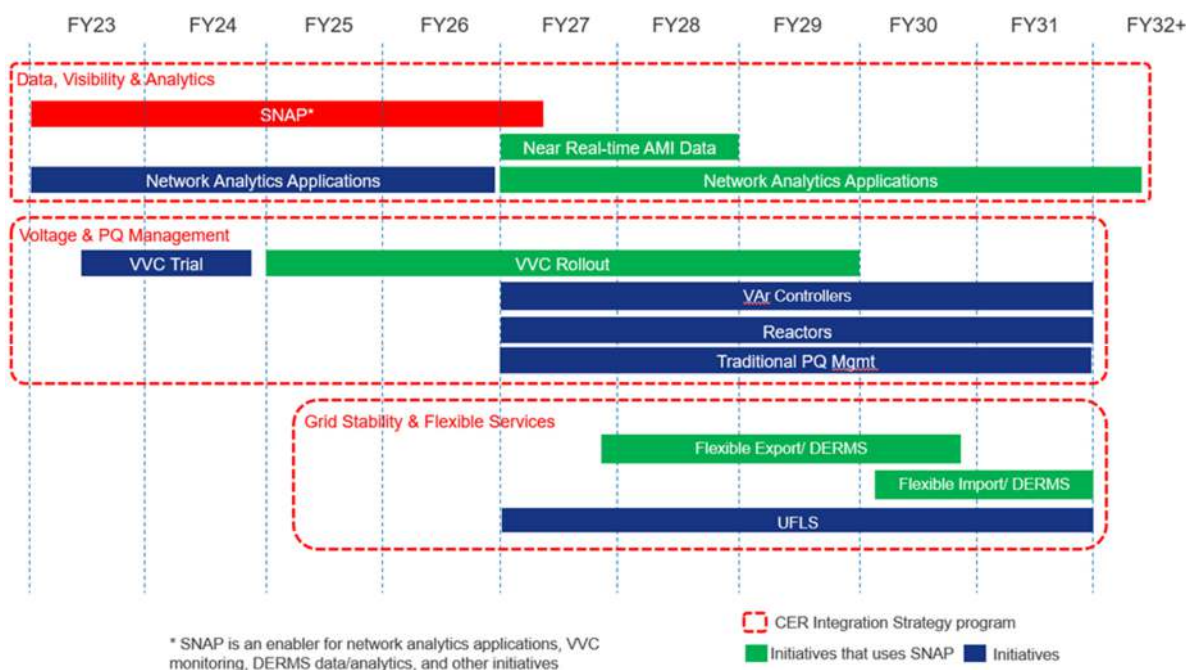 FY23 FY24 FY25 FY26 FY27 FY28 FY29 FY30 FY31 FY32+
Data, Visibility & Analytics
SNAP*
Near Real-time AMI Data
Network Analytics Applications Network Analytics Applications
Voltage & PQ Management
VVC Trial VVC Rollout
VAr Controllers
Reactors
Traditional PQ Mgmt
Grid Stability & Flexible Services
Flexible Export/ DERMS
Flexible Import/ DERMS
UFLS
* SNAP is an enabler for network analytics applications, VVC
monitoring, DERMS data/analytics, and other initiatives
CER Integration Strategy program
Initiatives that uses SNAP Initiatives